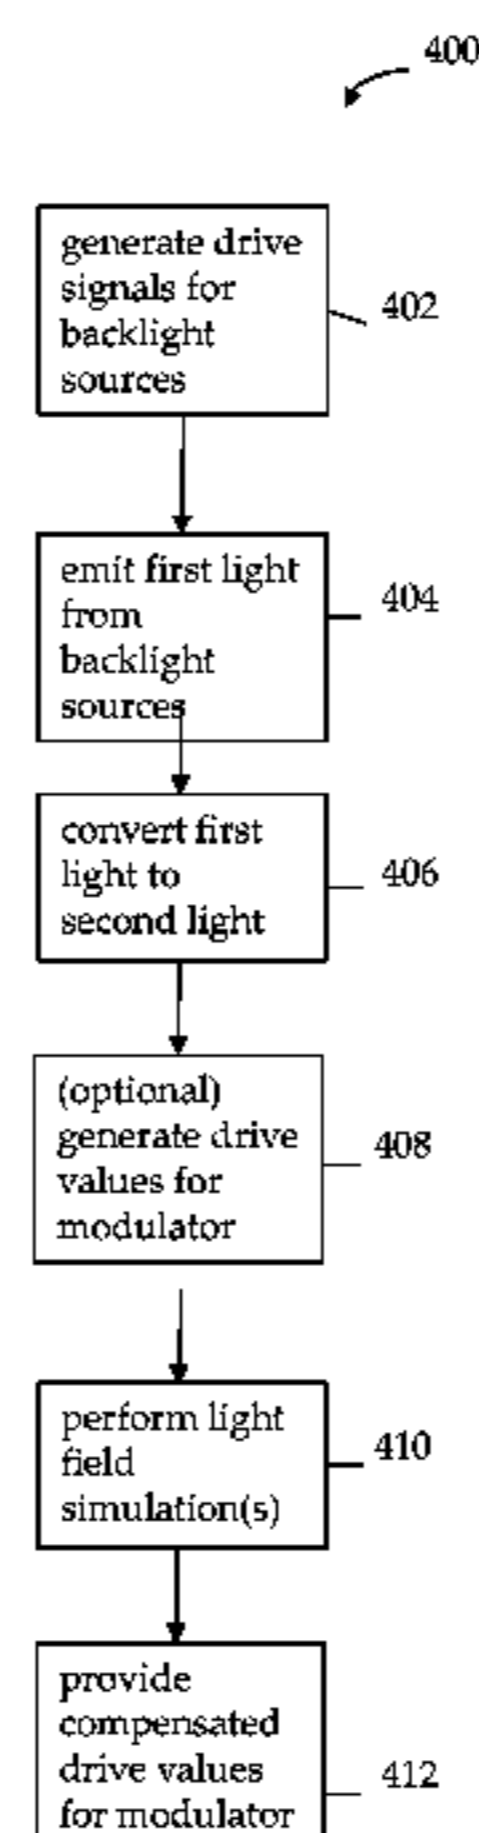 400
generate drive
signals for
backlight
sources
402
emit first light
from
backlight
sources
404
convert first
light to
second light
406
(optional)
generate drive
values for
modulator
408
perform light
field
simulation(s)
410
provide
compensated
drive values
for modulator
412